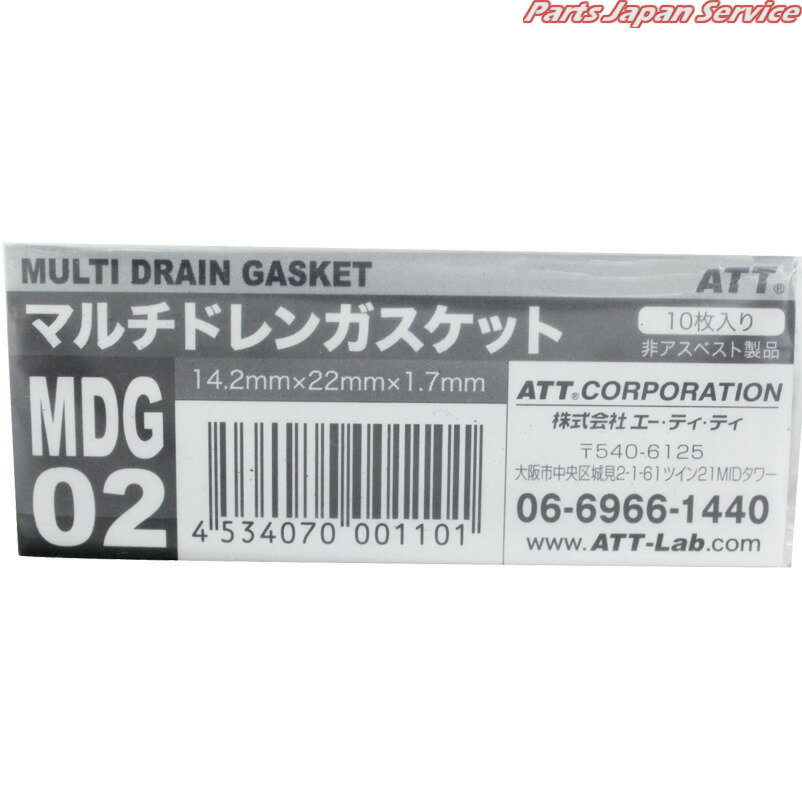 Parts Japan Service
MULTI DRAIN GASKET
ATT®
マルチドレンガスケット
10枚入り
非アスベスト製品
MDG
02
14.2mm×22mm×1.7mm
4 534070 001101
ATT®CORPORATION
株式会社 エー・ティ・ティ
〒540-6125
大阪市中央区城見2-1-61ツイン21MIDタワー
06-6966-1440
www.ATT-Lab.com